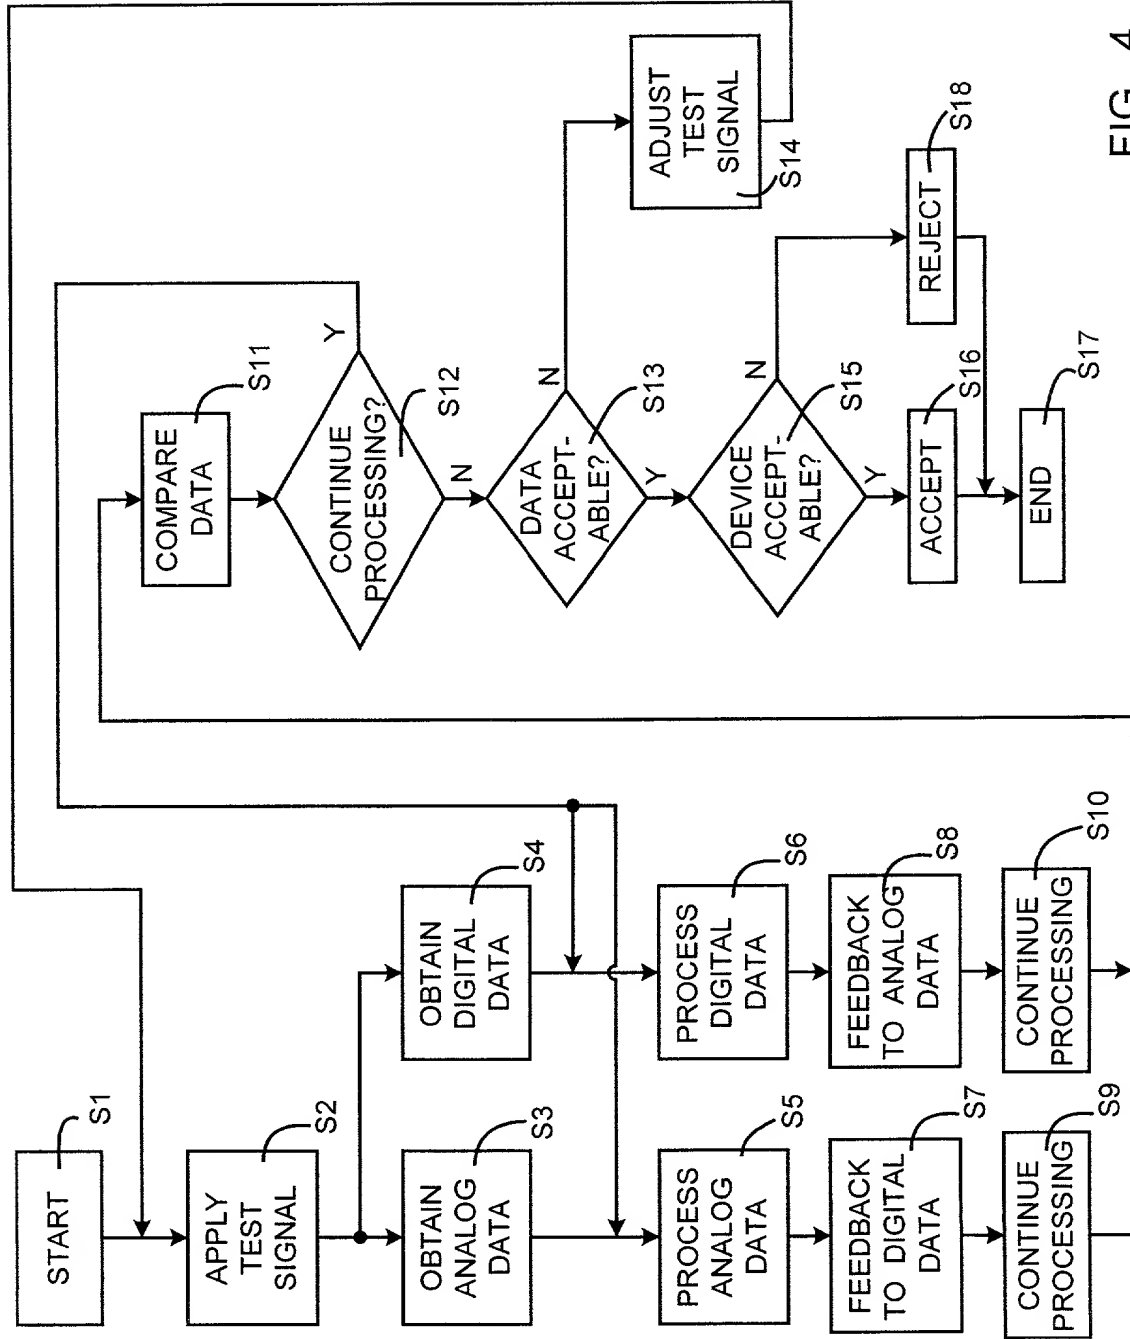 START
S1
APPLY
TEST
SIGNAL
S2
OBTAIN
ANALOG
DATA
S3
OBTAIN
DIGITAL
DATA
S4
PROCESS
ANALOG
DATA
S5
PROCESS
DIGITAL
DATA
S6
FEEDBACK
TO DIGITAL
DATA
S7
FEEDBACK
TO ANALOG
DATA
S8
CONTINUE
PROCESSING
S9
CONTINUE
PROCESSING
S10
COMPARE
DATA
S11
CONTINUE
PROCESSING?
S12
Y
N
DATA
ACCEPT-
ABLE?
S13
N
Y
ADJUST
TEST
SIGNAL
S14
DEVICE
ACCEPT-
ABLE?
S15
N
Y
ACCEPT
S16
REJECT
S18
END
S17
FIG. 4